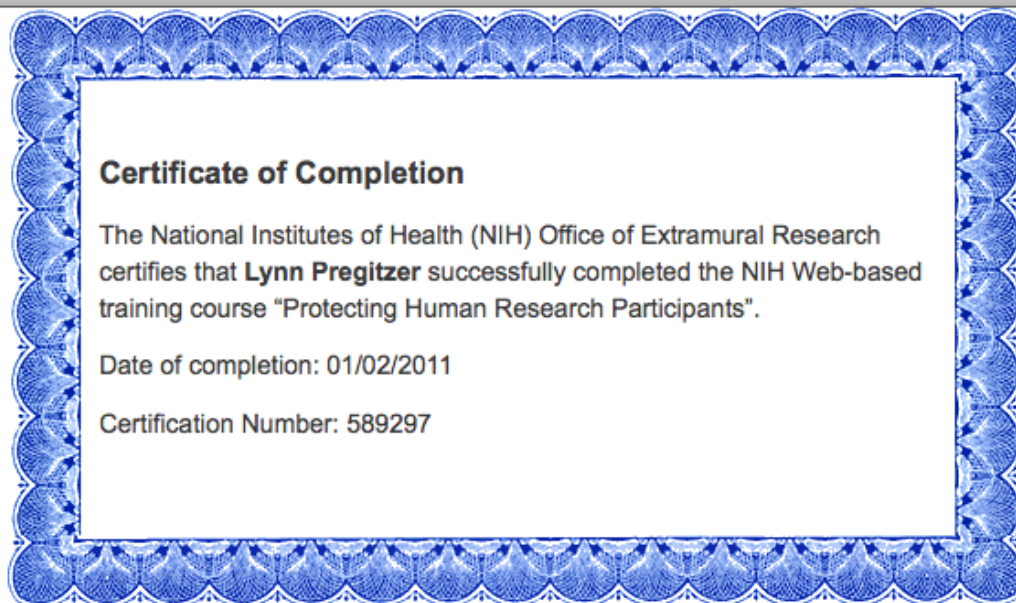 Certificate of Completion
The National Institutes of Health (NIH) Office of Extramural Research
certifies that Lynn Pregitzer successfully completed the NIH Web-based
training course “Protecting Human Research Participants”.
Date of completion: 01/02/2011
Certification Number: 589297